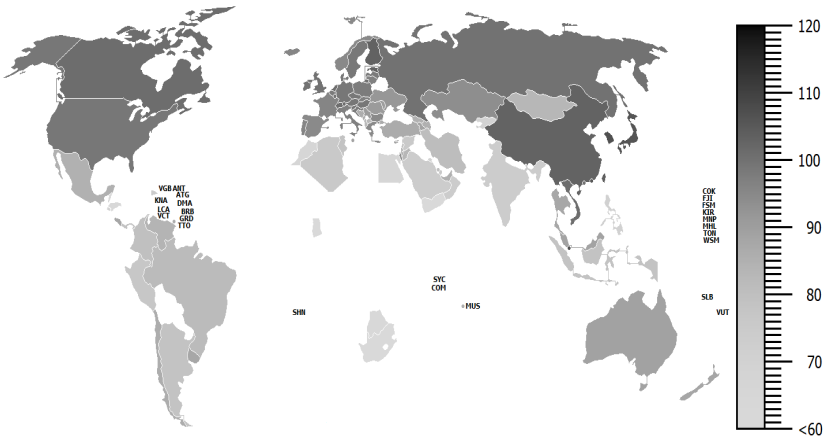 120
110
100
90
80
70
<60
VGB ANT
ATG
KNA DMA
LCA BRB
VCT GRD
TTO
COK
FJI
FSM
KIR
MNP
MHL
TON
WSM
SYC
COM
MUS
SHN
SLB
VUT